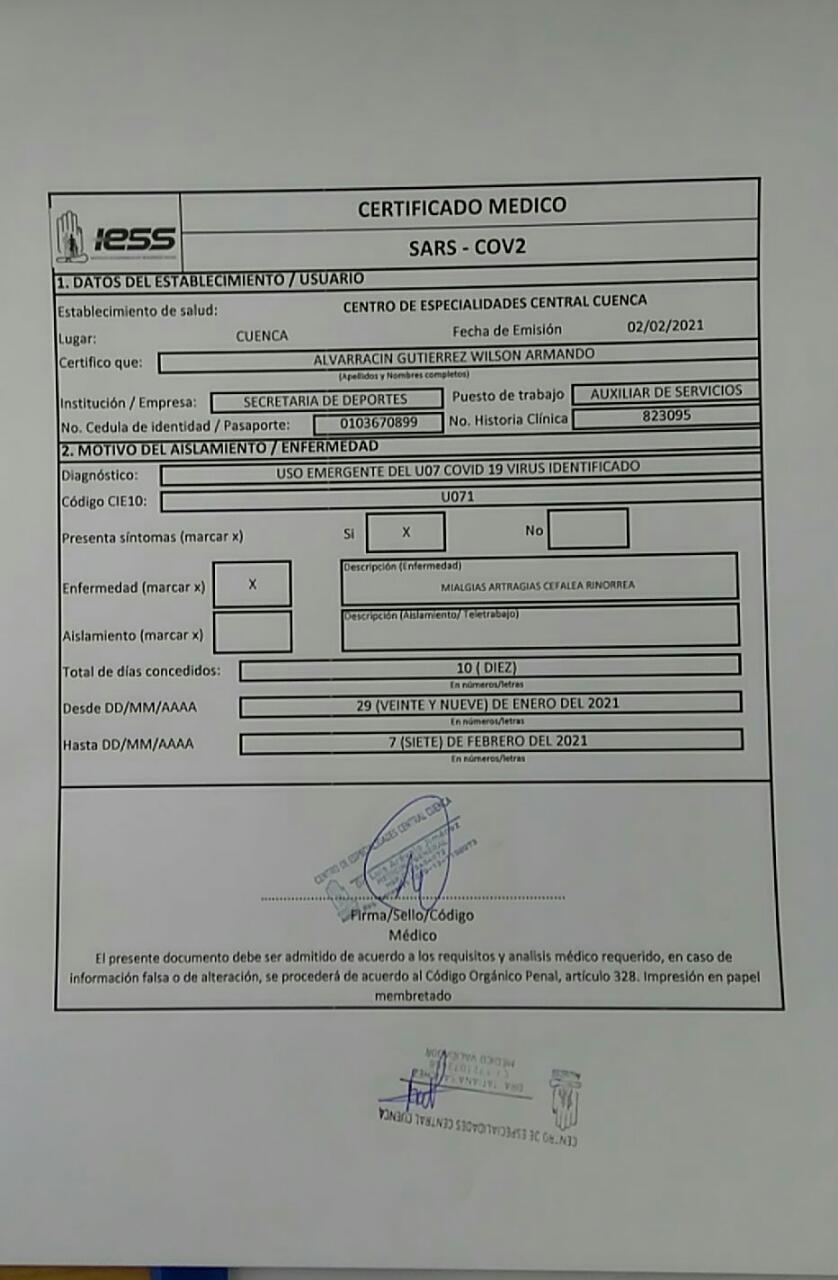 IESS
CERTIFICADO MEDICO
SARS - COV2
1. DATOS DEL ESTABLECIMIENTO / USUARIO
Establecimiento de salud: CENTRO DE ESPECIALIDADES CENTRAL CUENCA
Lugar: CUENCA Fecha de Emisión 02/02/2021
Certifico que: ALVARRACIN GUTIERREZ WILSON ARMANDO
(Apellidos y Nombres completos)
Institución / Empresa: SECRETARIA DE DEPORTES Puesto de trabajo AUXILIAR DE SERVICIOS
No. Cedula de identidad / Pasaporte: 0103670899 No. Historia Clínica 823095
2. MOTIVO DEL AISLAMIENTO / ENFERMEDAD
Diagnóstico: USO EMERGENTE DEL U07 COVID 19 VIRUS IDENTIFICADO
Código CIE10: U071
Presenta síntomas (marcar x) Si X No
Descripción (Enfermedad)
Enfermedad (marcar x) X MIALGIAS ARTRAGIAS CEFALEA RINORREA
Descripción (Aislamiento/ Teletrabajo)
Aislamiento (marcar x)
Total de días concedidos: 10 ( DIEZ)
En números/letras
Desde DD/MM/AAAA 29 (VEINTE Y NUEVE) DE ENERO DEL 2021
En números/letras
Hasta DD/MM/AAAA 7 (SIETE) DE FEBRERO DEL 2021
En números/letras
CENTRO DE ESPECIALIDADES CENTRAL CUENCA
MEDICINA GENERAL
Firma/Sello/Código
Médico
El presente documento debe ser admitido de acuerdo a los requisitos y analisis médico requerido, en caso de
información falsa o de alteración, se procederá de acuerdo al Código Orgánico Penal, artículo 328. Impresión en papel
membretado
CENTRO DE ESPECIALIDADES CENTRAL CUENCA
DRA. TATIANA
MEDICO